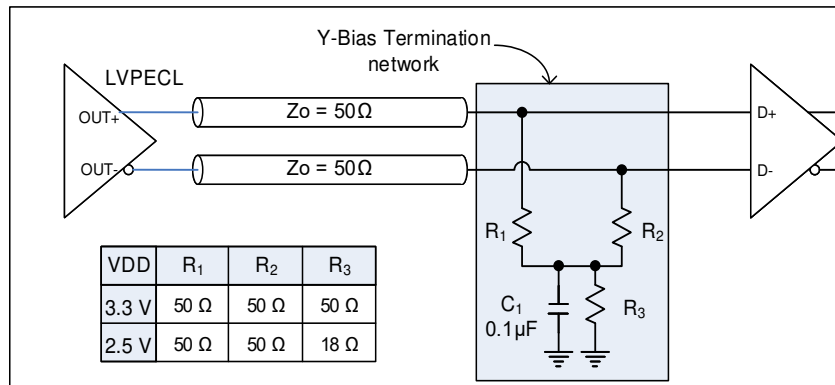 Y-Bias Termination
network
LVPECL
OUT+
Zo = 50Ω
D+
OUT-
Zo = 50Ω
D-
R1
R2
VDD R1 R2 R3
3.3 V 50 Ω 50 Ω 50 Ω
2.5 V 50 Ω 50 Ω 18 Ω
C1
0.1µF
R3